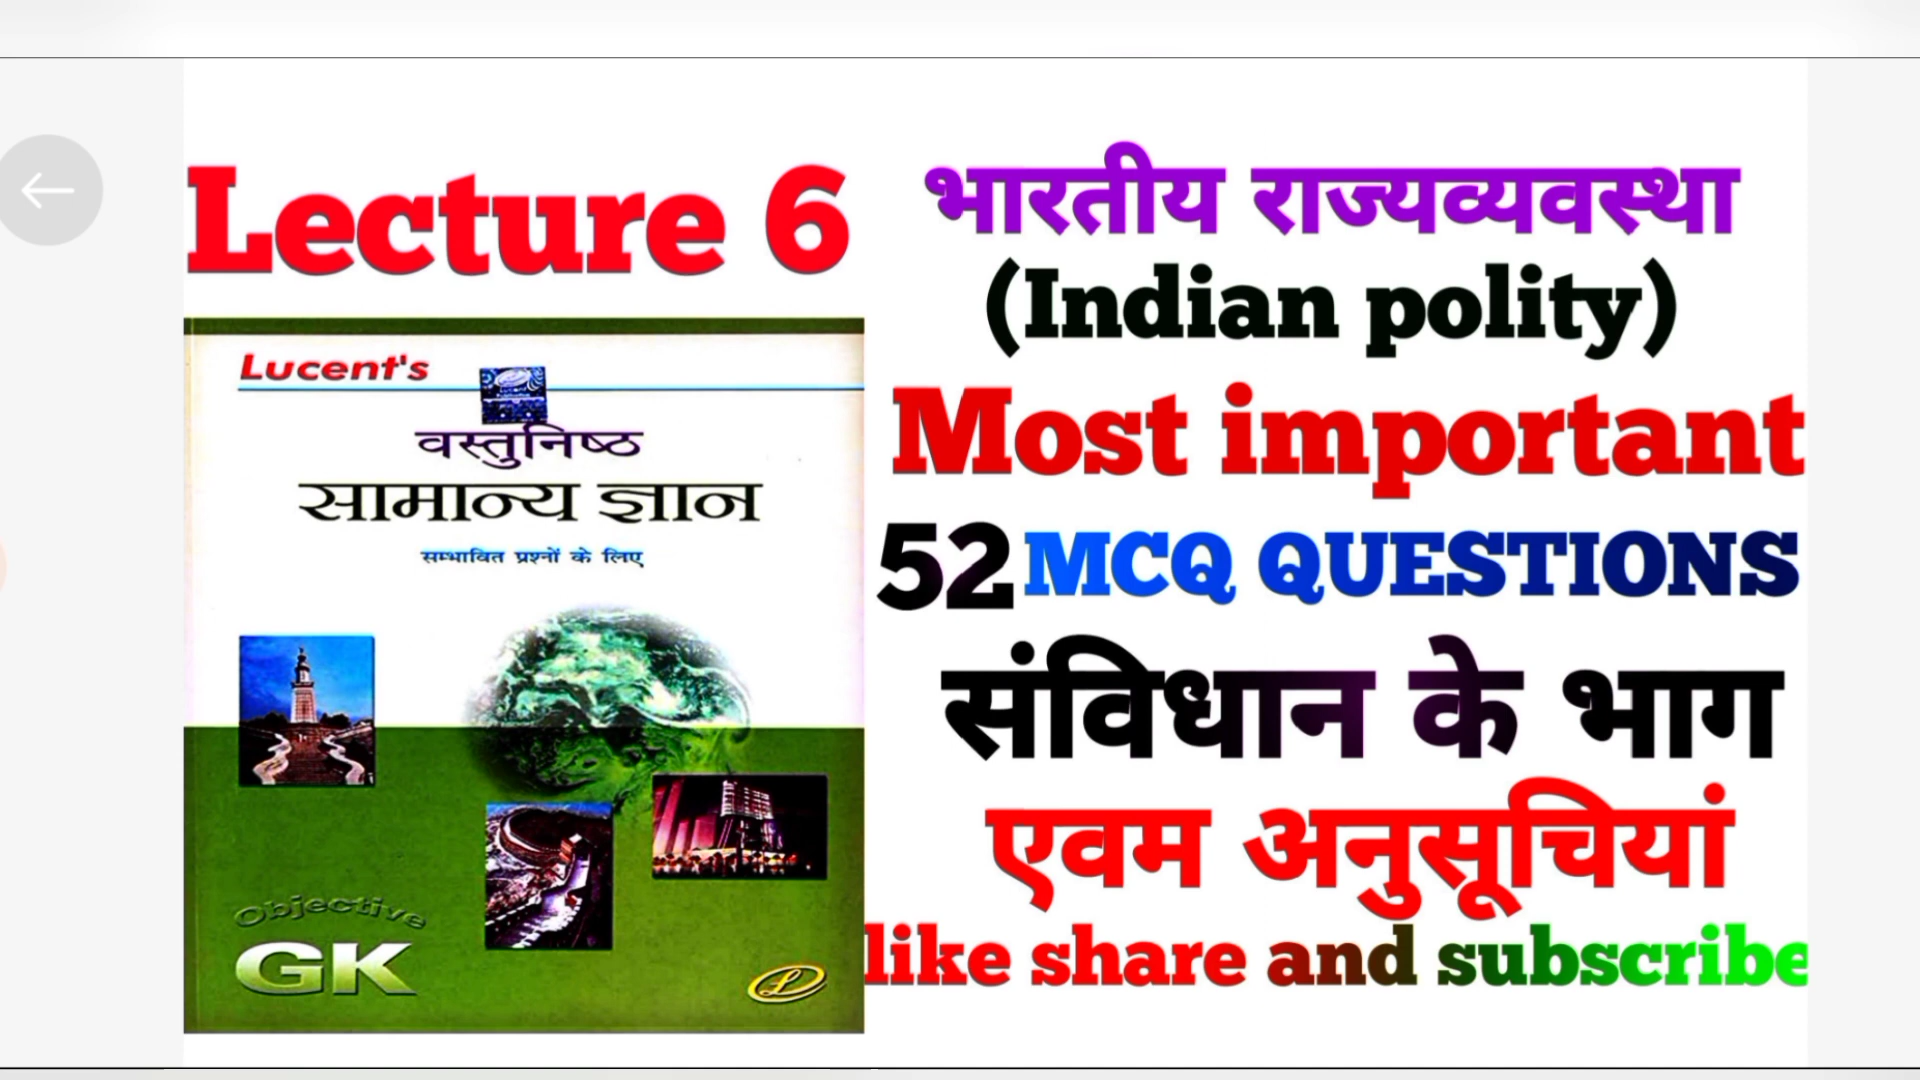 Lecture 6
Lucent's
वस्तुनिष्ठ
सामान्य ज्ञान
सम्भावित प्रश्नों के लिए
Objective
GK
भारतीय राज्यव्यवस्था
(Indian polity)
Most important
52 MCQ QUESTIONS
संविधान के भाग
एवम अनुसूचियां
like share and subscribe